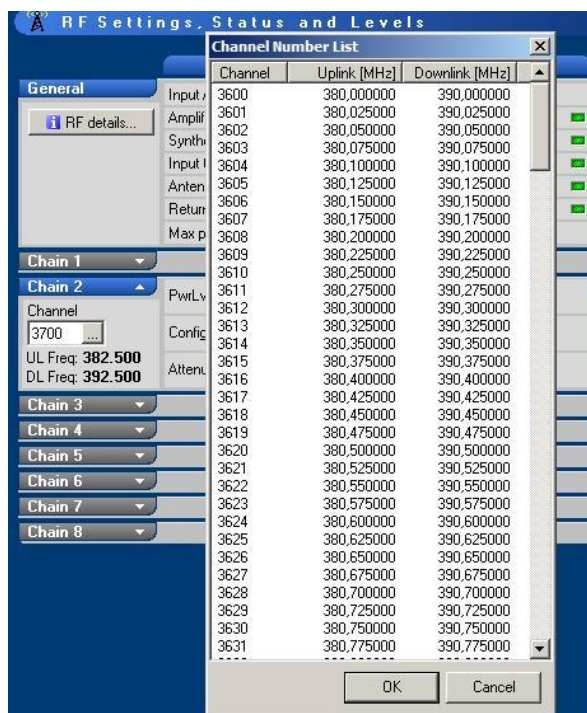 RF Settings, Status and Levels
Channel Number List
Channel Uplink [MHz] Downlink [MHz]
General
RF details...
Input
Amplif
Synth
Input
Anten
Return
Max p
Chain 1
Chain 2
Channel
3700 ...
UL Freq: 382.500
DL Freq: 392.500
PwrLv
Config
Attenu
Chain 3
Chain 4
Chain 5
Chain 6
Chain 7
Chain 8
3600 380,000000 390,000000
3601 380,025000 390,025000
3602 380,050000 390,050000
3603 380,075000 390,075000
3604 380,100000 390,100000
3605 380,125000 390,125000
3606 380,150000 390,150000
3607 380,175000 390,175000
3608 380,200000 390,200000
3609 380,225000 390,225000
3610 380,250000 390,250000
3611 380,275000 390,275000
3612 380,300000 390,300000
3613 380,325000 390,325000
3614 380,350000 390,350000
3615 380,375000 390,375000
3616 380,400000 390,400000
3617 380,425000 390,425000
3618 380,450000 390,450000
3619 380,475000 390,475000
3620 380,500000 390,500000
3621 380,525000 390,525000
3622 380,550000 390,550000
3623 380,575000 390,575000
3624 380,600000 390,600000
3625 380,625000 390,625000
3626 380,650000 390,650000
3627 380,675000 390,675000
3628 380,700000 390,700000
3629 380,725000 390,725000
3630 380,750000 390,750000
3631 380,775000 390,775000
OK Cancel